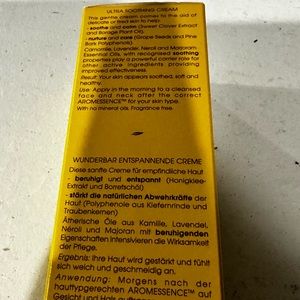 ULTRA SOOTHING CREAM
This gentle cream comes to the aid of
delicate or tired skin to help:
- soothe and calm (Sweet Clover Extract
and Borage Plant Oil),
- nurture and care (Grape Seeds and Pine
Bark Polyphenols)
Camomile, Lavender, Neroli and Marjoram
Essential Oils, with recognised soothing
properties play a powerful carrier role for
other active ingredients providing
improved effectiveness.
Result: Your skin appears soothed, soft and
healthy.
Use: Apply in the morning to a cleansed
face and neck after the correct
AROMESSENCE™ for your skin type.
With no mineral oils. Fragrance free.
WUNDERBAR ENTSPANNENDE CREME
Diese sanfte Creme für empfindliche Haut
- beruhigt und entspannt (Honigklee-
Extrakt und Borretschöl)
- stärkt die natürlichen Abwehrkräfte der
Haut (Polyphenole aus Kiefernrinde und
Traubenkernen)
Ätherische Öle aus Kamille, Lavendel,
Neroli und Majoran mit beruhigenden
Eigenschaften intensivieren die Wirksamkeit
der Pflege.
Ergebnis: Ihre Haut wird gestärkt und fühlt
sich weich und geschmeidig an.
Anwendung: Morgens nach der
hauttypgerechten AROMESSENCE™ auf
Gesicht und Hals